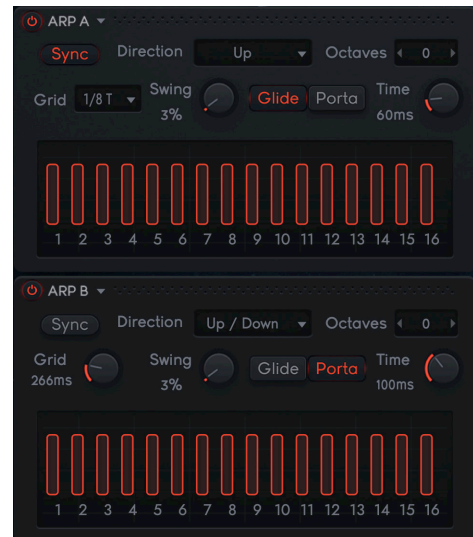 ARP A
Sync Direction Up Octaves 0
Grid 1/8 T Swing 3% Glide Porta Time 60ms
1 2 3 4 5 6 7 8 9 10 11 12 13 14 15 16
ARP B
Sync Direction Up / Down Octaves 0
Grid 266ms Swing 3% Glide Porta Time 100ms
1 2 3 4 5 6 7 8 9 10 11 12 13 14 15 16